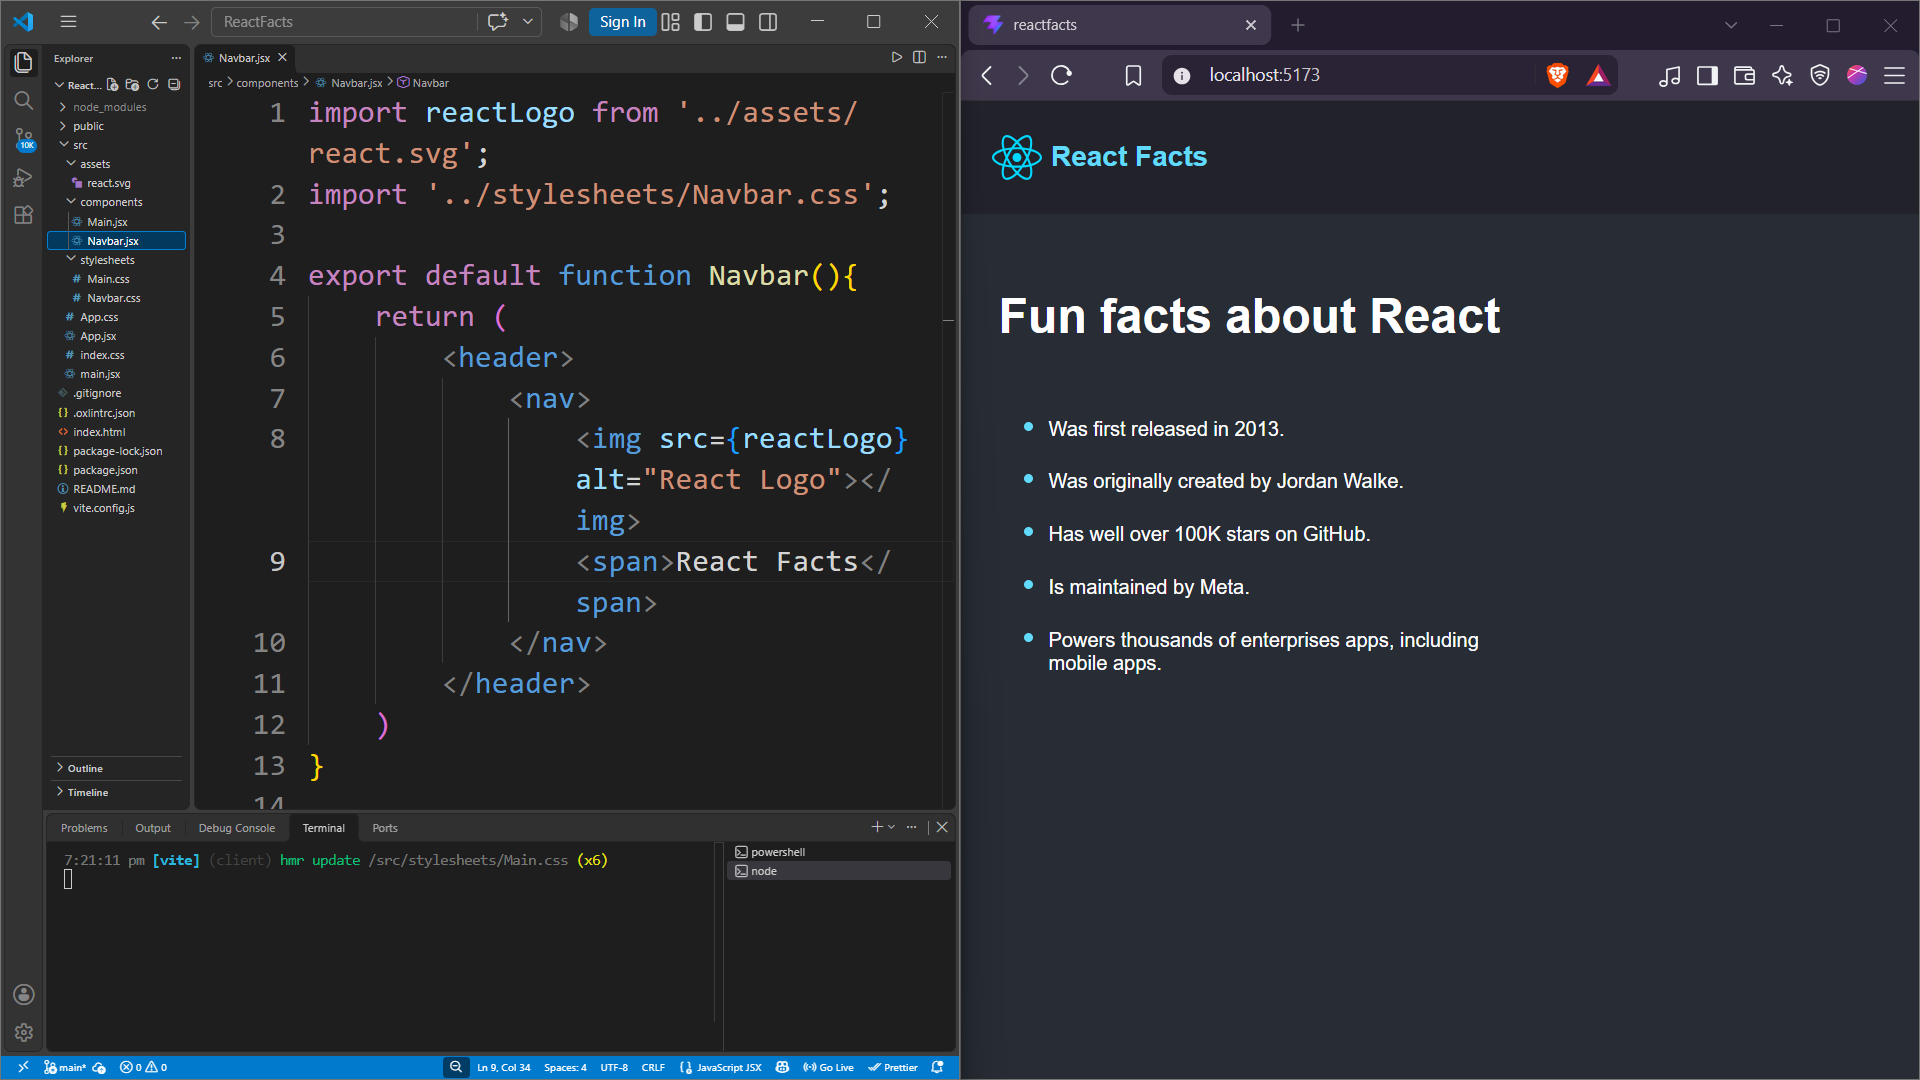 ReactFacts
Sign In
Explorer
React...
node_modules
public
src
assets
react.svg
components
Main.jsx
Navbar.jsx
stylesheets
Main.css
Navbar.css
App.css
App.jsx
index.css
main.jsx
.gitignore
.oxlintrc.json
index.html
package-lock.json
package.json
README.md
vite.config.js
Outline
Timeline
10K
Navbar.jsx
src > components > Navbar.jsx > Navbar
1 import reactLogo from '../assets/
react.svg';
2 import '../stylesheets/Navbar.css';
3
4 export default function Navbar(){
5 return (
6 <header>
7 <nav>
8 <img src={reactLogo}
alt="React Logo"></
img>
9 <span>React Facts</
span>
10 </nav>
11 </header>
12 )
13 }
14
Problems Output Debug Console Terminal Ports
7:21:11 pm [vite] (client) hmr update /src/stylesheets/Main.css (x6)
powershell
node
main* 0 0 Ln 9, Col 34 Spaces: 4 UTF-8 CRLF { } JavaScript JSX Go Live Prettier
reactfacts
localhost:5173
React Facts
Fun facts about React
Was first released in 2013.
Was originally created by Jordan Walke.
Has well over 100K stars on GitHub.
Is maintained by Meta.
Powers thousands of enterprises apps, including
mobile apps.